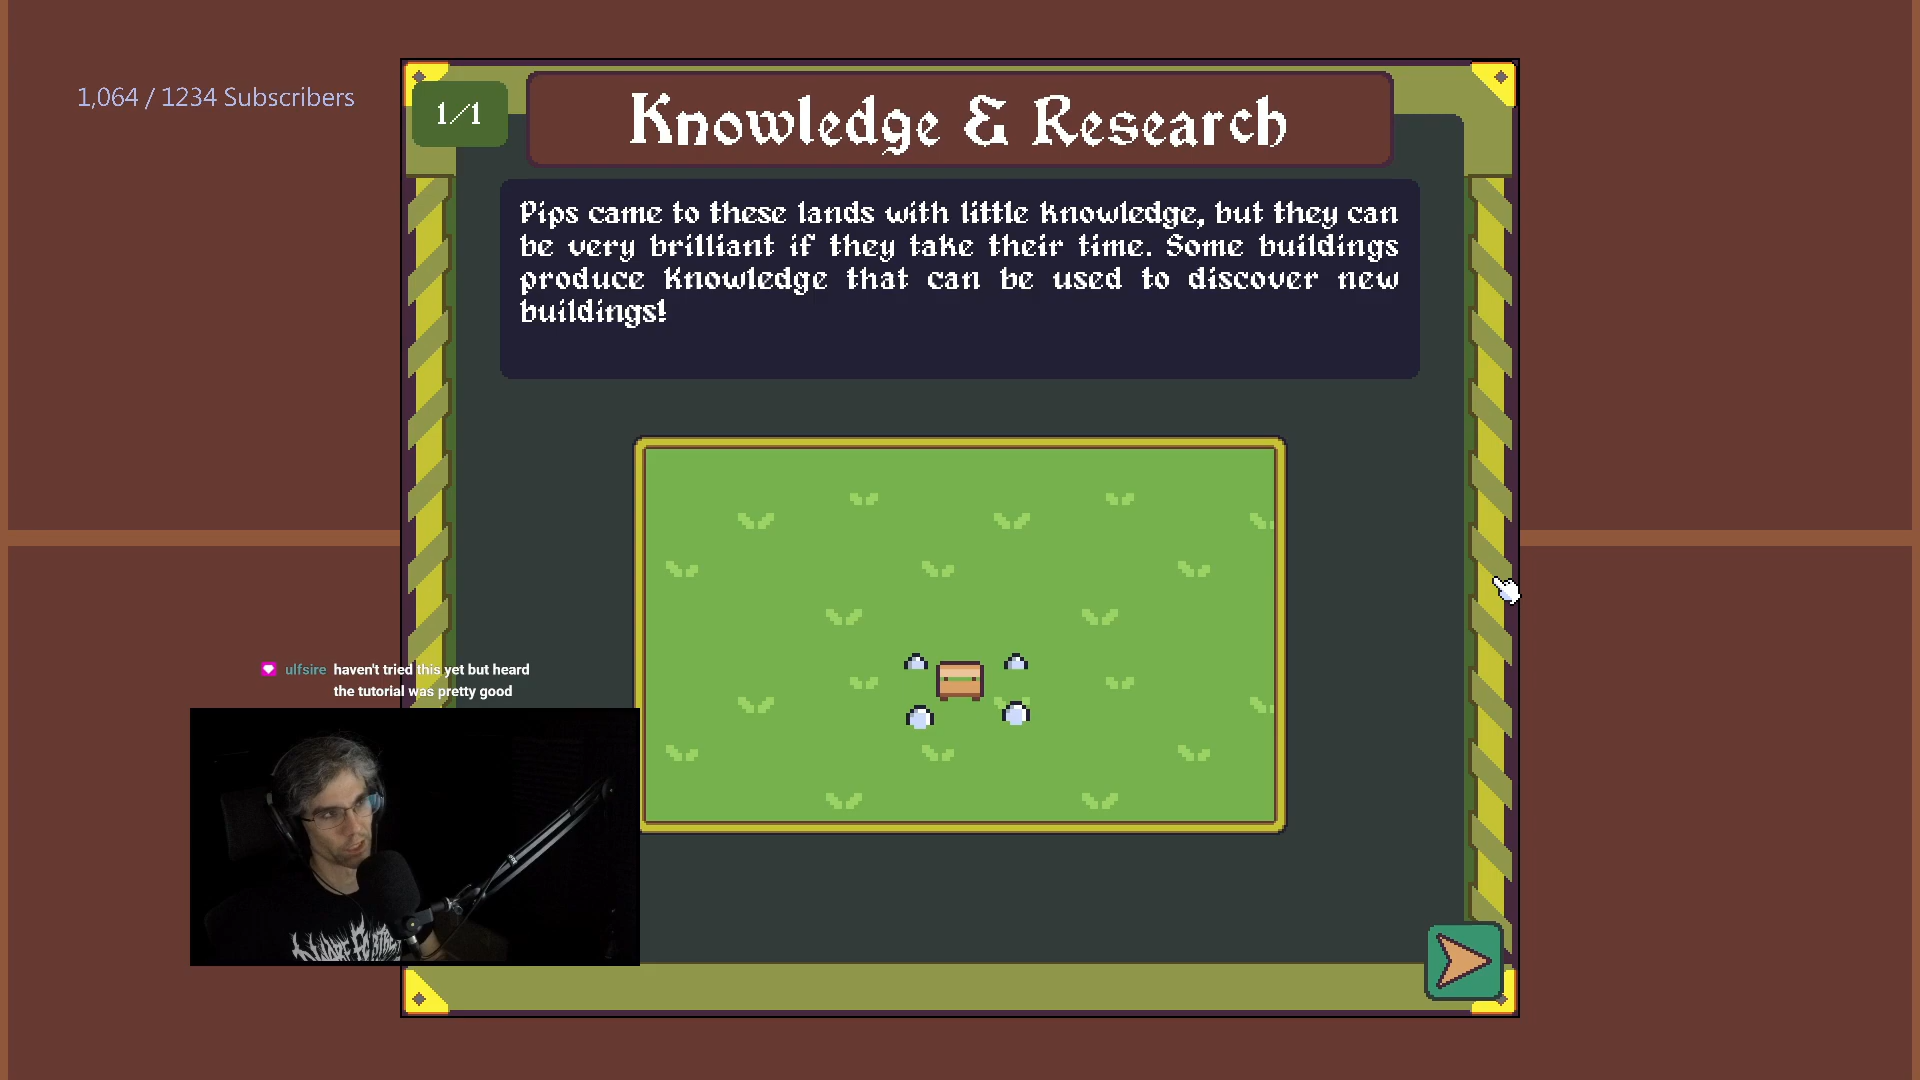 1,064 / 1234 Subscribers
1/1
Knowledge & Research
Pips came to these lands with little knowledge, but they can
be very brilliant if they take their time. Some buildings
produce Knowledge that can be used to discover new
buildings!
ulfsire haven't tried this yet but heard
the tutorial was pretty good